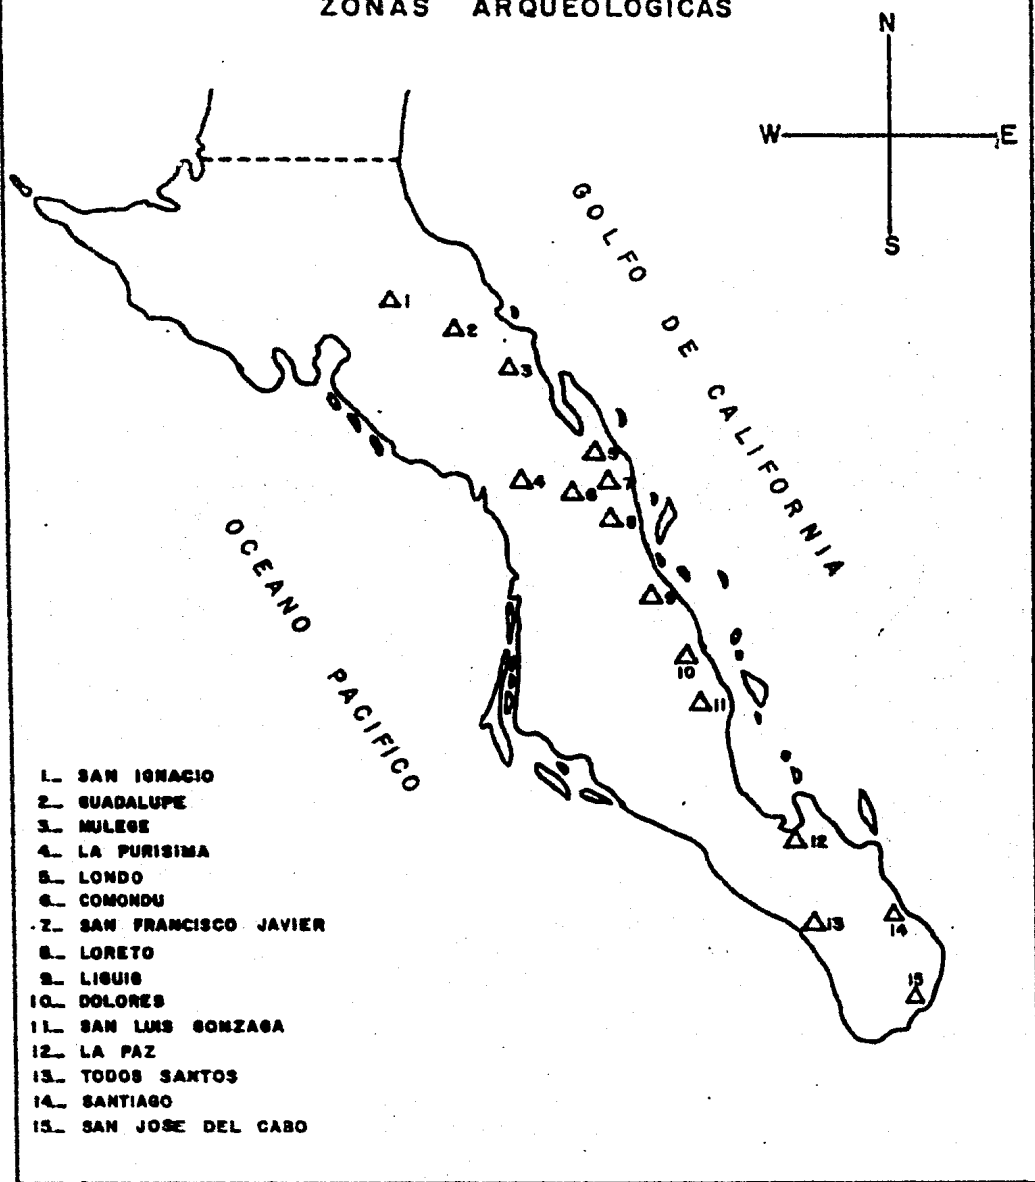 ZONAS ARQUEOLOGICAS
N
W
E
S
GOLFO DE CALIFORNIA
OCEANO PACIFICO
1
2
3
4
5
6
7
8
9
10
11
12
13
14
15
1._ SAN IGNACIO
2._ GUADALUPE
3._ MULEGE
4._ LA PURISIMA
5._ LONDO
6._ COMONDU
7._ SAN FRANCISCO JAVIER
8._ LORETO
9._ LIGUIG
10._ DOLORES
11._ SAN LUIS GONZAGA
12._ LA PAZ
13._ TODOS SANTOS
14._ SANTIAGO
15._ SAN JOSE DEL CABO